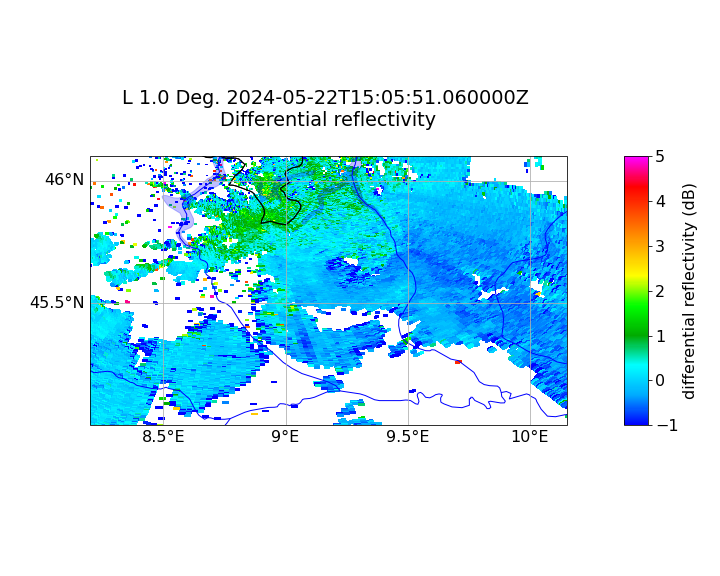 L 1.0 Deg. 2024-05-22T15:05:51.060000Z
Differential reflectivity
46°N
45.5°N
8.5°E
9°E
9.5°E
10°E
5
4
3
2
1
0
−1
differential reflectivity (dB)